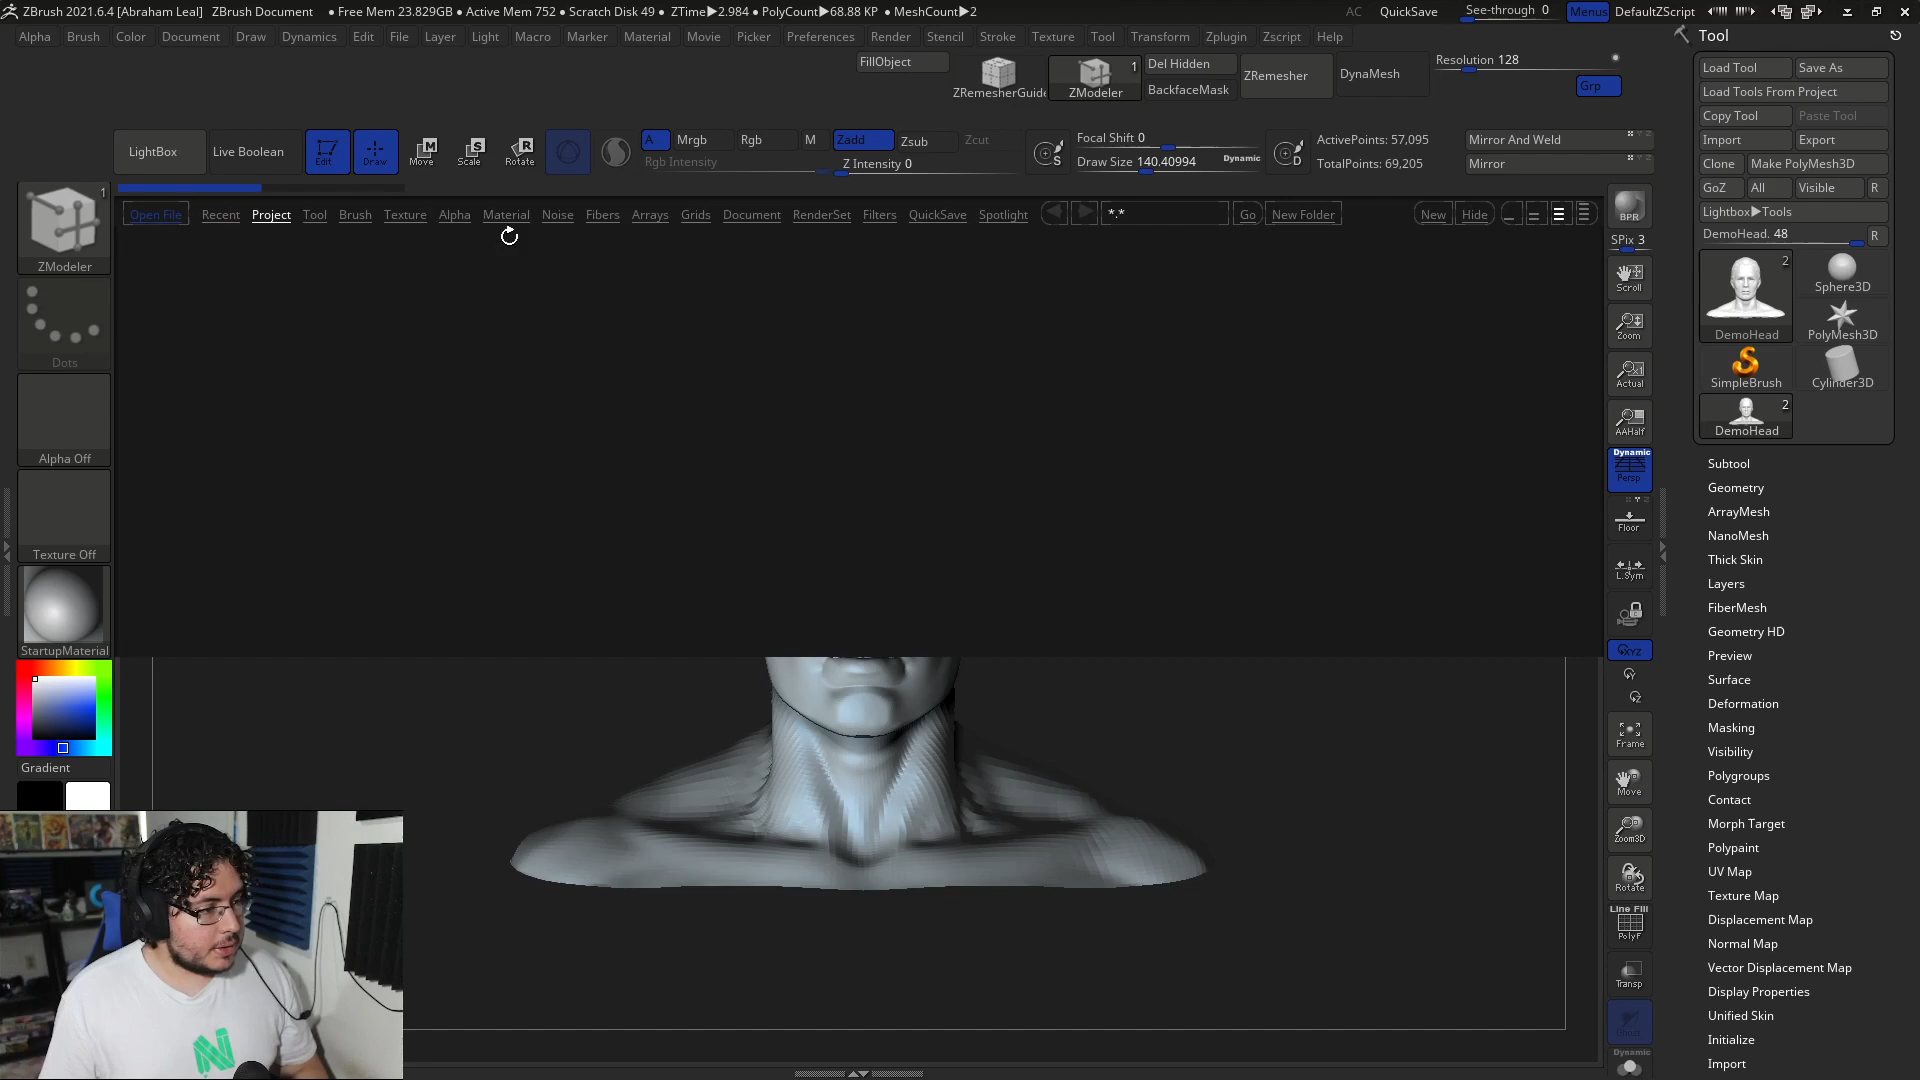 ZBrush 2021.6.4 [Abraham Leal] ZBrush Document ● Free Mem 23.829GB ● Active Mem 752 ● Scratch Disk 49 ● ZTime▶2.984 ● PolyCount▶68.88 KP ● MeshCount▶2 AC QuickSave See-through 0 Menus DefaultZScript
Alpha Brush Color Document Draw Dynamics Edit File Layer Light Macro Marker Material Movie Picker Preferences Render Stencil Stroke Texture Tool Transform Zplugin Zscript Help
FillObject
ZRemesherGuide
1
ZModeler
Del Hidden
BackfaceMask
ZRemesher
DynaMesh
Resolution 128
Grp
LightBox
Live Boolean
Edit
Draw
Move
Scale
Rotate
A Mrgb Rgb M
Rgb Intensity
Zadd Zsub Zcut
Z Intensity 0
S
Focal Shift 0
Draw Size 140.40994 Dynamic
D
ActivePoints: 57,095
TotalPoints: 69,205
Mirror And Weld
Mirror
Open File Recent Project Tool Brush Texture Alpha Material Noise Fibers Arrays Grids Document RenderSet Filters QuickSave Spotlight *.* Go New Folder New Hide
1
ZModeler
Dots
Alpha Off
Texture Off
StartupMaterial
Gradient
BPR
SPix 3
Scroll
Zoom
Actual
AAHalf
Dynamic
Persp
Floor
L.Sym
XYZ
Frame
Move
Zoom3D
Rotate
Line Fill
PolyF
Transp
Ghost
Dynamic
Tool
Load Tool Save As
Load Tools From Project
Copy Tool Paste Tool
Import Export
Clone Make PolyMesh3D
GoZ All Visible R
Lightbox▶Tools
DemoHead. 48 R
2
DemoHead
Sphere3D
PolyMesh3D
SimpleBrush
Cylinder3D
2
DemoHead
Subtool
Geometry
ArrayMesh
NanoMesh
Thick Skin
Layers
FiberMesh
Geometry HD
Preview
Surface
Deformation
Masking
Visibility
Polygroups
Contact
Morph Target
Polypaint
UV Map
Texture Map
Displacement Map
Normal Map
Vector Displacement Map
Display Properties
Unified Skin
Initialize
Import